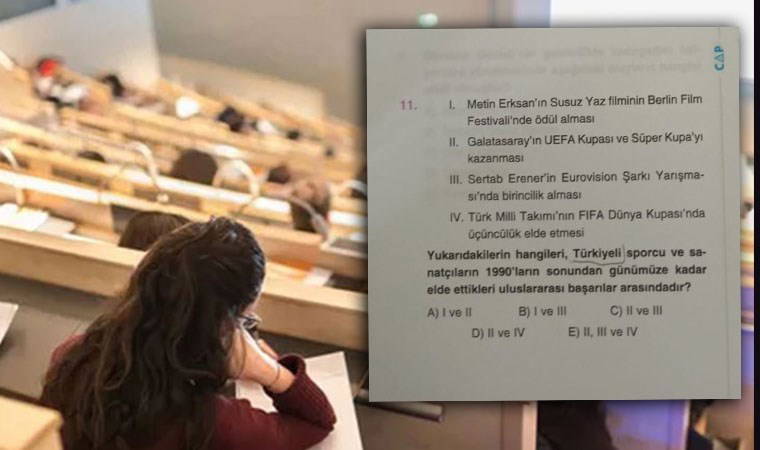 CAP
11. I. Metin Erksan'ın Susuz Yaz filminin Berlin Film
Festivali'nde ödül alması
II. Galatasaray'ın UEFA Kupası ve Süper Kupa'yı
kazanması
III. Sertab Erener'in Eurovision Şarkı Yarışma-
sı'nda birincilik alması
IV. Türk Milli Takımı'nın FIFA Dünya Kupası'nda
üçüncülük elde etmesi
Yukarıdakilerin hangileri, Türkiyeli sporcu ve sa-
natçıların 1990'ların sonundan günümüze kadar
elde ettikleri uluslararası başarılar arasındadır?
A) I ve II B) I ve III C) II ve III
D) II ve IV E) II, III ve IV